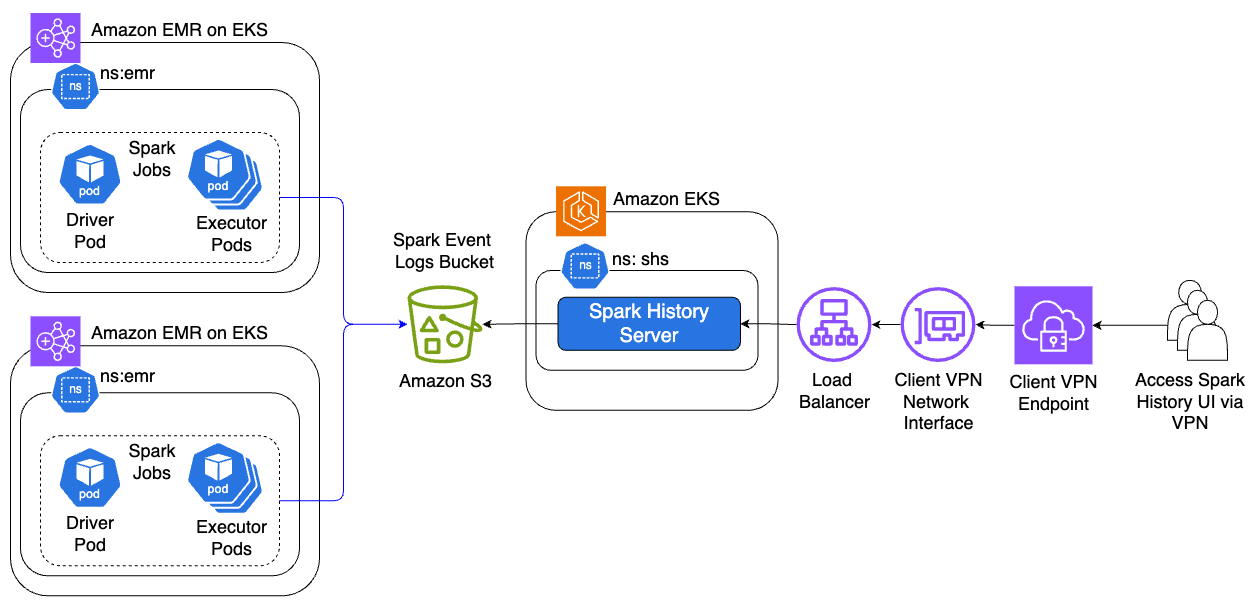 Amazon EMR on EKS
ns:emr
ns
Spark
Jobs
pod
pod
Driver
Pod
Executor
Pods
Amazon EMR on EKS
ns:emr
ns
Spark
Jobs
pod
pod
Driver
Pod
Executor
Pods
Spark Event
Logs Bucket
Amazon S3
Amazon EKS
K
ns: shs
ns
Spark History
Server
Load
Balancer
Client VPN
Network
Interface
Client VPN
Endpoint
Access Spark
History UI via
VPN